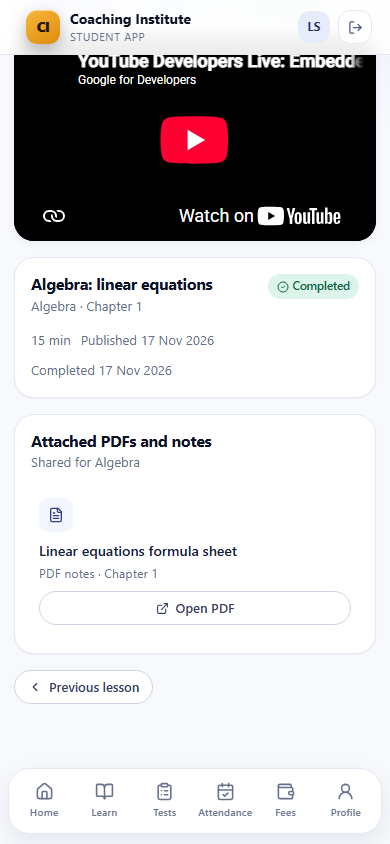 CI
Coaching Institute
STUDENT APP
LS
YouTube Developers Live: Embedde
Google for Developers
Watch on YouTube
Algebra: linear equations
Completed
Algebra · Chapter 1
15 min Published 17 Nov 2026
Completed 17 Nov 2026
Attached PDFs and notes
Shared for Algebra
Linear equations formula sheet
PDF notes · Chapter 1
Open PDF
Previous lesson
Home Learn Tests Attendance Fees Profile